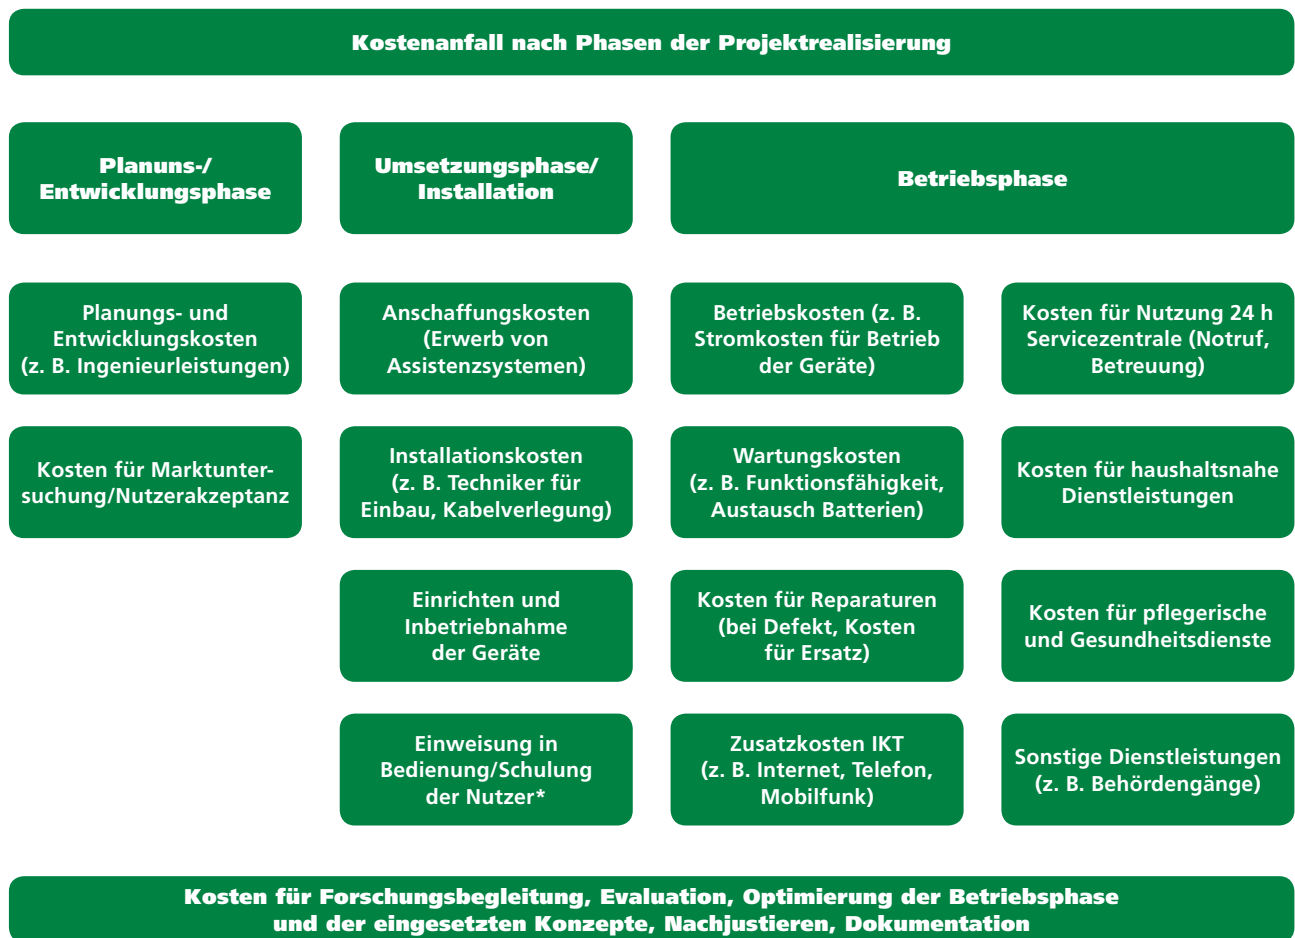 Kostenanfall nach Phasen der Projektrealisierung
Planuns-/
Entwicklungsphase
Umsetzungsphase/
Installation
Betriebsphase
Planungs- und
Entwicklungskosten
(z. B. Ingenieurleistungen)
Anschaffungskosten
(Erwerb von
Assistenzsystemen)
Betriebskosten (z. B.
Stromkosten für Betrieb
der Geräte)
Kosten für Nutzung 24 h
Servicezentrale (Notruf,
Betreuung)
Kosten für Marktunter-
suchung/Nutzerakzeptanz
Installationskosten
(z. B. Techniker für
Einbau, Kabelverlegung)
Wartungskosten
(z. B. Funktionsfähigkeit,
Austausch Batterien)
Kosten für haushaltsnahe
Dienstleistungen
Einrichten und
Inbetriebnahme
der Geräte
Kosten für Reparaturen
(bei Defekt, Kosten
für Ersatz)
Kosten für pflegerische
und Gesundheitsdienste
Einweisung in
Bedienung/Schulung
der Nutzer*
Zusatzkosten IKT
(z. B. Internet, Telefon,
Mobilfunk)
Sonstige Dienstleistungen
(z. B. Behördengänge)
Kosten für Forschungsbegleitung, Evaluation, Optimierung der Betriebsphase
und der eingesetzten Konzepte, Nachjustieren, Dokumentation